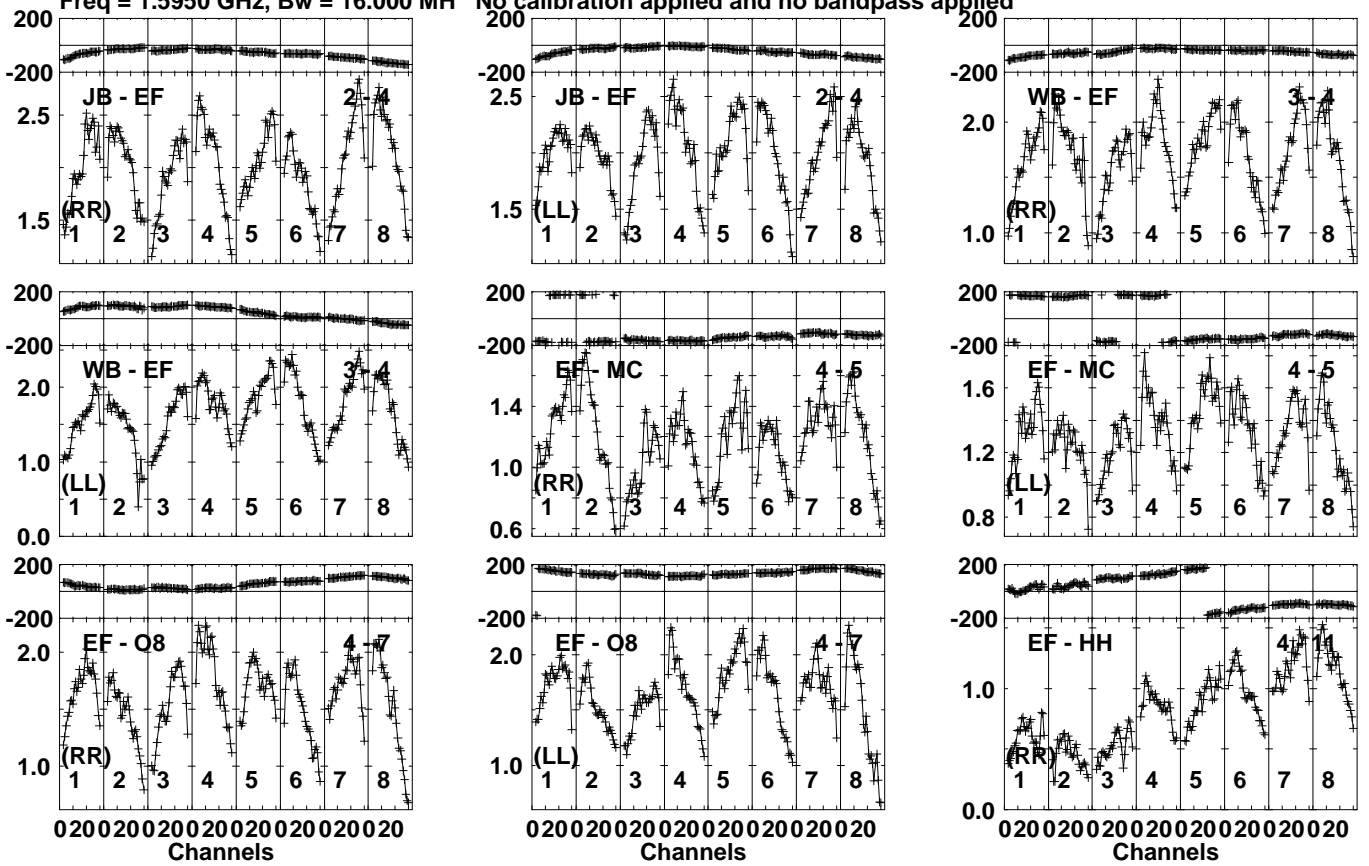 Freq = 1.5950 GHz, Bw = 16.000 MH No calibration applied and no bandpass applied
200 200 200
-200 -200 -200
JB - EF 2 - 4 JB - EF 2 - 4 WB - EF 3 - 4
2.5 2.5 2.0
(RR) (LL) (RR)
1.5 1.5 1.0
1 2 3 4 5 6 7 8 1 2 3 4 5 6 7 8 1 2 3 4 5 6 7 8
200 200 200
-200 -200 -200
WB - EF 3 - 4 EF - MC 4 - 5 EF - MC 4 - 5
2.0 1.4 1.6
1.0 1.0 1.2
(LL) (RR) (LL)
1 2 3 4 5 6 7 8 1 2 3 4 5 6 7 8 1 2 3 4 5 6 7 8
0.0 0.6 0.8
200 200 200
-200 -200 -200
EF - O8 4 - 7 EF - O8 4 - 7 EF - HH 4 - 11
2.0 2.0 1.0
(RR) (LL) (RR)
1.0 1.0 0.0
1 2 3 4 5 6 7 8 1 2 3 4 5 6 7 8 1 2 3 4 5 6 7 8
0 20 0 20 0 20 0 20 0 20 0 20 0 20 0 20 0 20 0 20 0 20 0 20 0 20 0 20 0 20 0 20 0 20 0 20 0 20 0 20 0 20 0 20 0 20 0 20
Channels Channels Channels